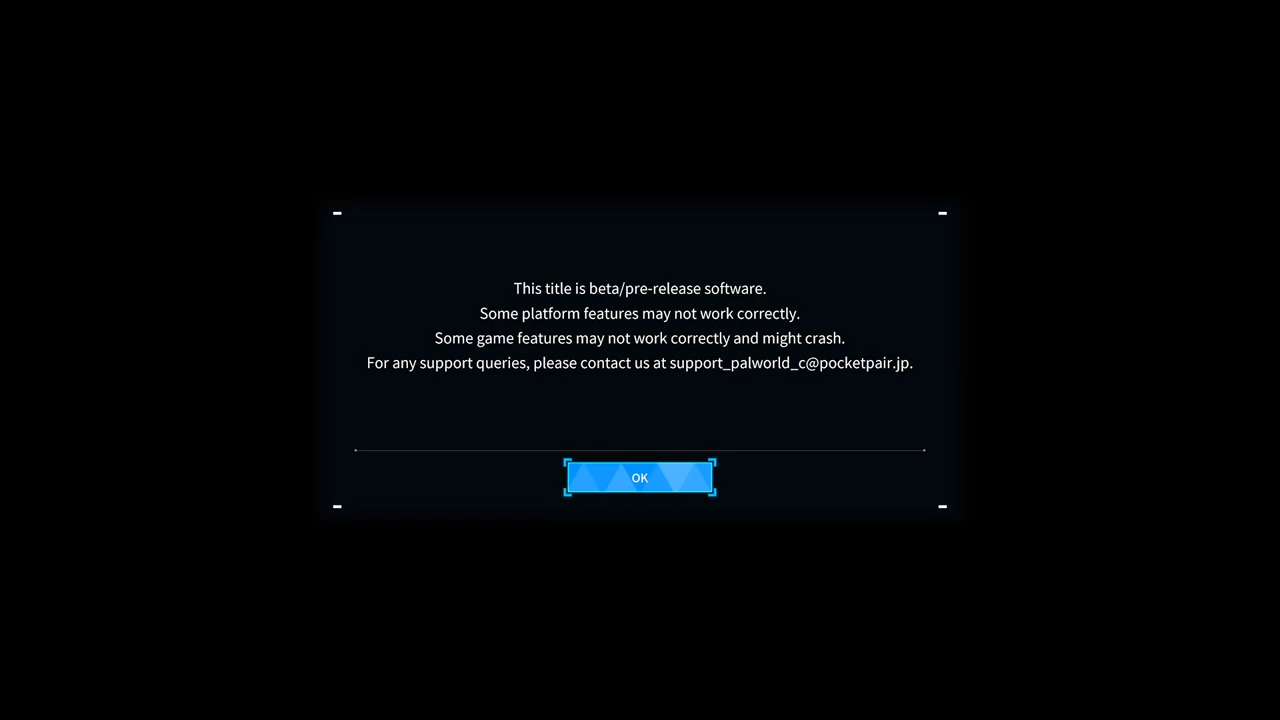 This title is beta/pre-release software.
Some platform features may not work correctly.
Some game features may not work correctly and might crash.
For any support queries, please contact us at support_palworld_c@pocketpair.jp.
OK